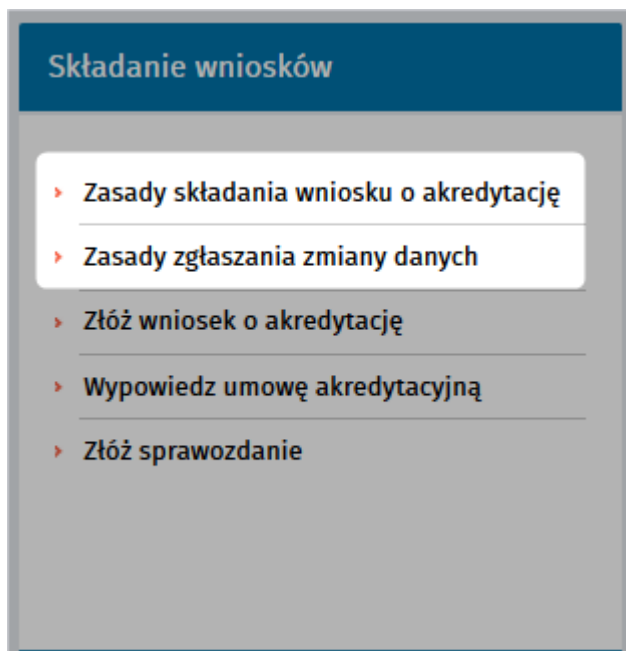 Składanie wniosków
Zasady składania wniosku o akredytację
Zasady zgłaszania zmiany danych
Złóż wniosek o akredytację
Wypowiedz umowę akredytacyjną
Złóż sprawozdanie